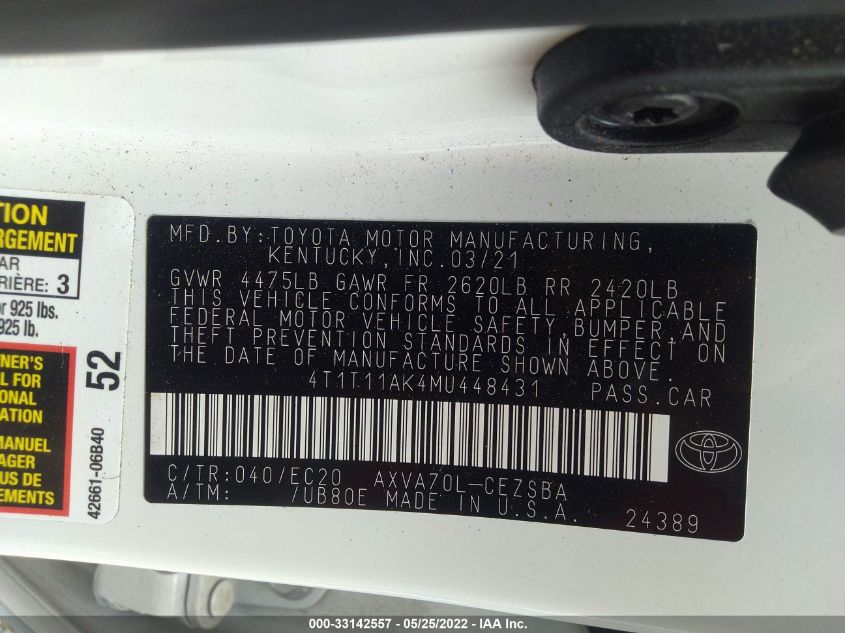 MFD.BY:TOYOTA MOTOR MANUFACTURING,
KENTUCKY,INC.03/21
GVWR 4475LB GAWR FR 2620LB RR 2420LB
THIS VEHICLE CONFORMS TO ALL APPLICABLE
FEDERAL MOTOR VEHICLE SAFETY,BUMPER,AND
THEFT PREVENTION STANDARDS IN EFFECT ON
THE DATE OF MANUFACTURE SHOWN ABOVE.
4T1T11AK4MU448431 PASS.CAR
C/TR:040/EC20 AXVA70L-CEZSBA
A/TM: /UB80E MADE IN U.S.A.
24389
TION
RGEMENT
AR
RIÈRE: 3
or 925 lbs.
925 lb.
WNER'S
L FOR
ONAL
ATION
MANUEL
AGER
US
42661-06B40
52
000-33142557 - 05/25/2022 - IAA Inc.